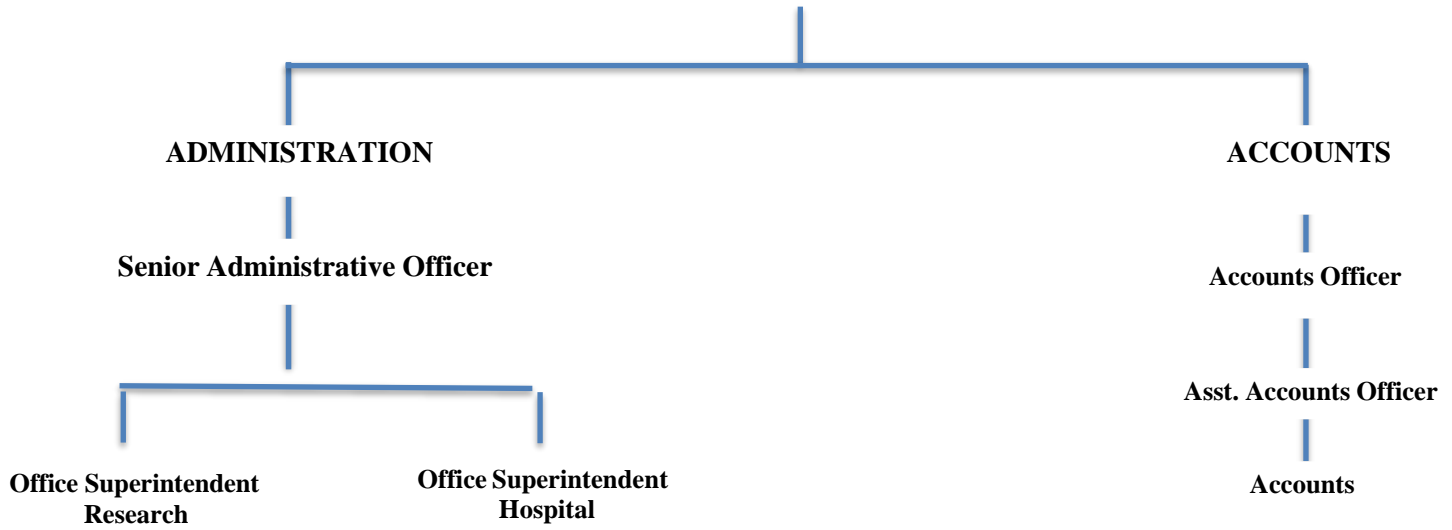 ADMINISTRATION
ACCOUNTS
Senior Administrative Officer
Accounts Officer
Asst. Accounts Officer
Office Superintendent
Research
Office Superintendent
Hospital
Accounts